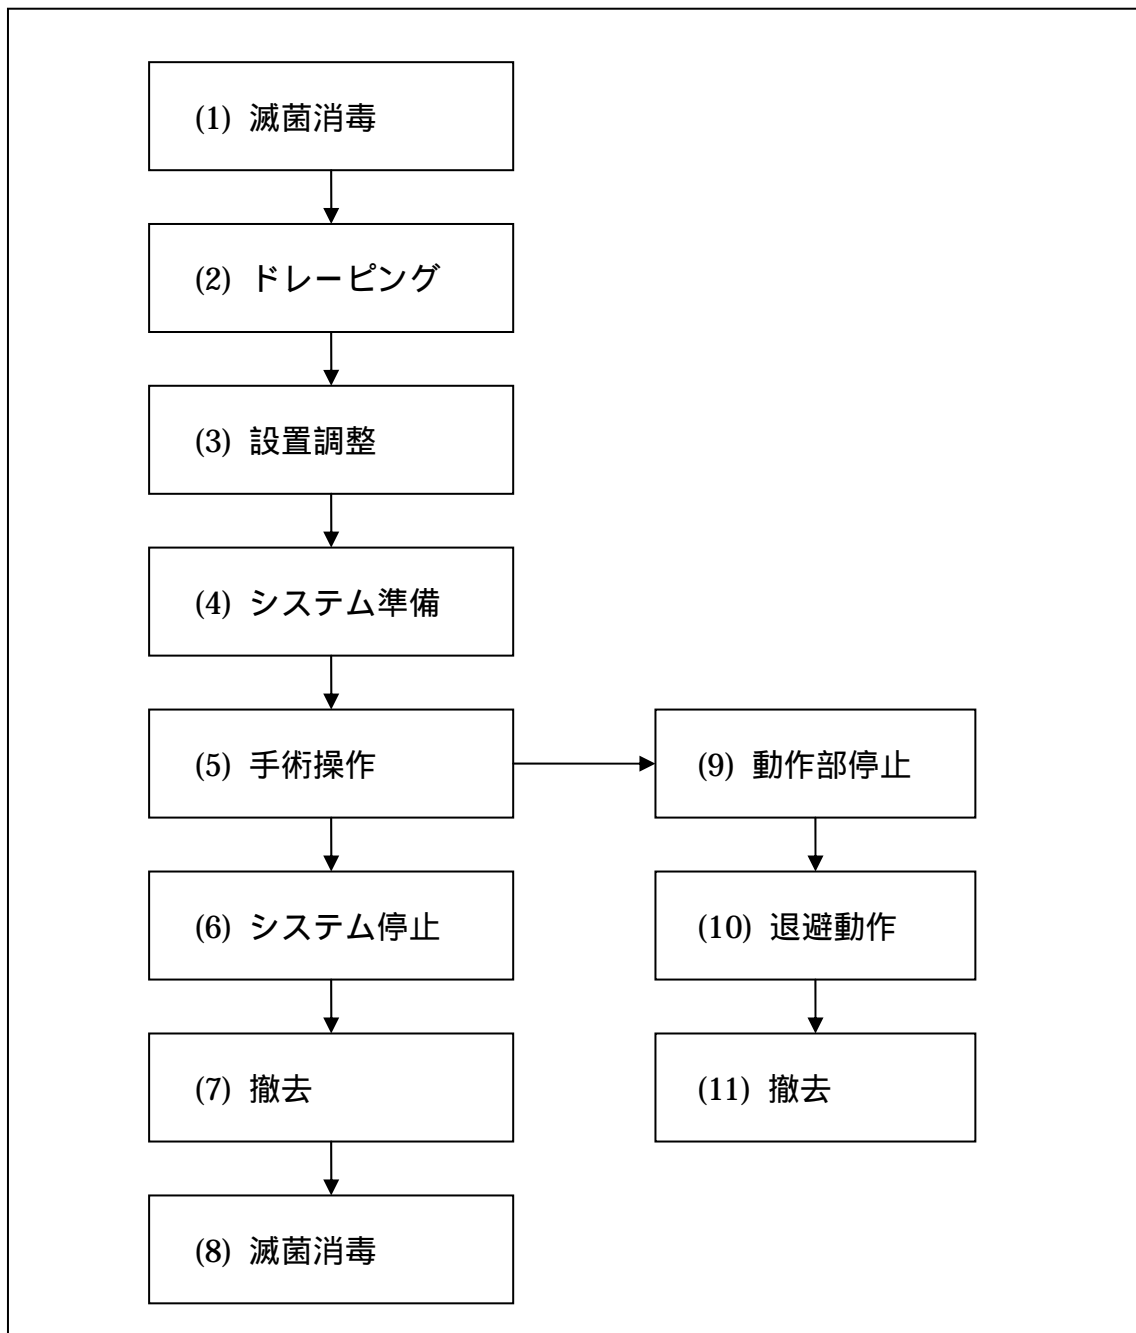 (1) 滅菌消毒
(2) ドレーピング
(3) 設置調整
(4) システム準備
(5) 手術操作
(6) システム停止
(7) 撤去
(8) 滅菌消毒
(9) 動作部停止
(10) 退避動作
(11) 撤去